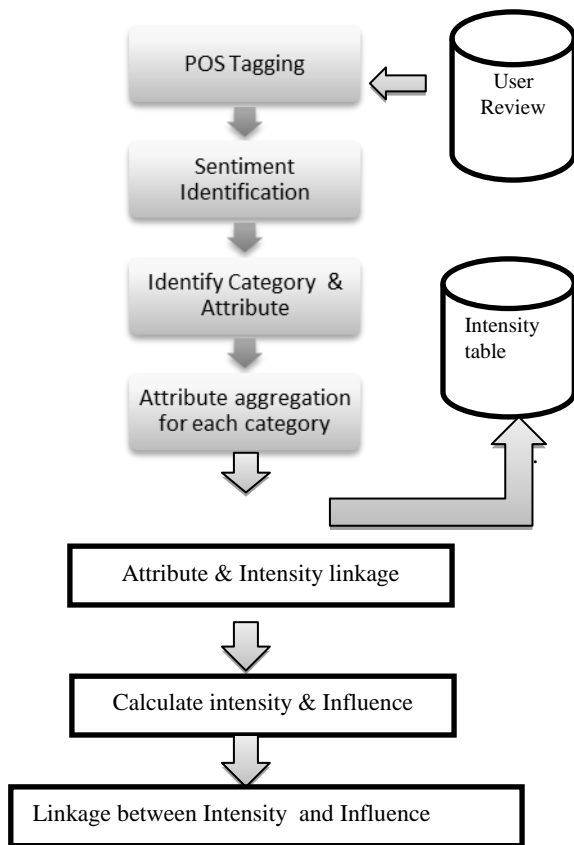 POS Tagging
User
Review
Sentiment
Identification
Identify Category &
Attribute
Intensity
table
Attribute aggregation
for each category
.
Attribute & Intensity linkage
Calculate intensity & Influence
Linkage between Intensity and Influence